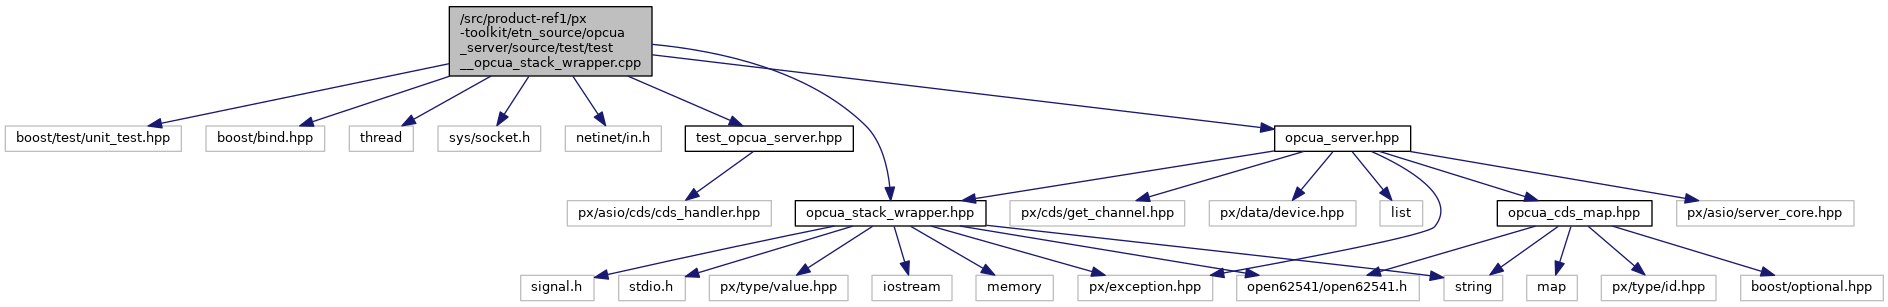 /src/product-ref1/px
-toolkit/etn_source/opcua
_server/source/test/test
__opcua_stack_wrapper.cpp
boost/test/unit_test.hpp
boost/bind.hpp
thread
sys/socket.h
netinet/in.h
test_opcua_server.hpp
opcua_server.hpp
px/asio/cds/cds_handler.hpp
opcua_stack_wrapper.hpp
px/cds/get_channel.hpp
px/data/device.hpp
list
opcua_cds_map.hpp
px/asio/server_core.hpp
signal.h
stdio.h
px/type/value.hpp
iostream
memory
px/exception.hpp
open62541/open62541.h
string
map
px/type/id.hpp
boost/optional.hpp